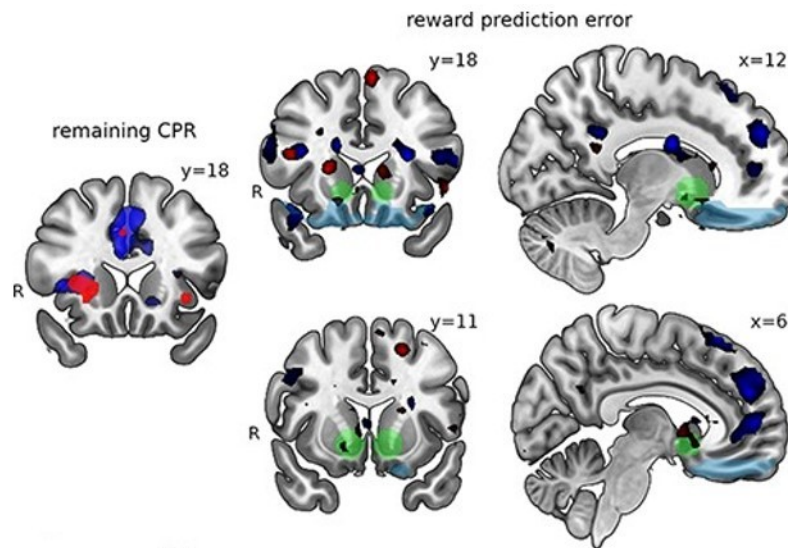 reward prediction error
y=18
x=12
remaining CPR
y=18
R
R
y=11
x=6
R